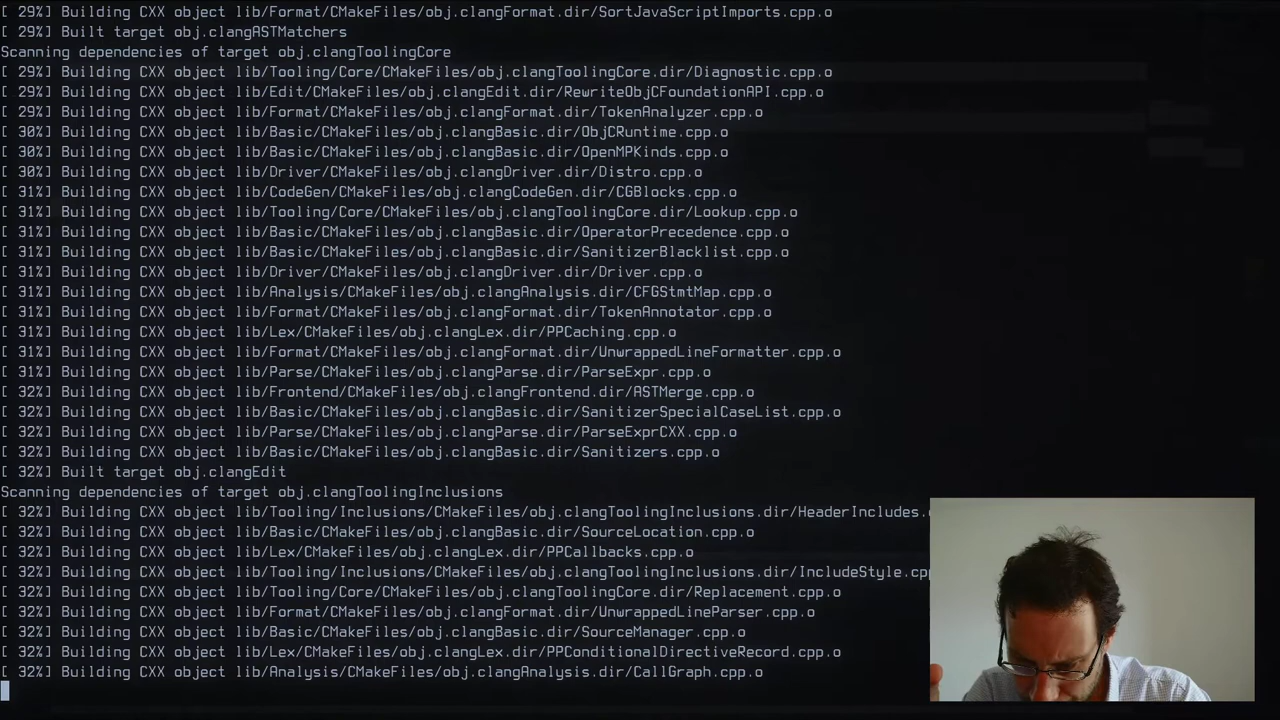 [ 29%] Building CXX object lib/Format/CMakeFiles/obj.clangFormat.dir/SortJavaScriptImports.cpp.o
[ 29%] Built target obj.clangASTMatchers
Scanning dependencies of target obj.clangToolingCore
[ 29%] Building CXX object lib/Tooling/Core/CMakeFiles/obj.clangToolingCore.dir/Diagnostic.cpp.o
[ 29%] Building CXX object lib/Edit/CMakeFiles/obj.clangEdit.dir/RewriteObjCFoundationAPI.cpp.o
[ 29%] Building CXX object lib/Format/CMakeFiles/obj.clangFormat.dir/TokenAnalyzer.cpp.o
[ 30%] Building CXX object lib/Basic/CMakeFiles/obj.clangBasic.dir/ObjCRuntime.cpp.o
[ 30%] Building CXX object lib/Basic/CMakeFiles/obj.clangBasic.dir/OpenMPKinds.cpp.o
[ 30%] Building CXX object lib/Driver/CMakeFiles/obj.clangDriver.dir/Distro.cpp.o
[ 31%] Building CXX object lib/CodeGen/CMakeFiles/obj.clangCodeGen.dir/CGBlocks.cpp.o
[ 31%] Building CXX object lib/Tooling/Core/CMakeFiles/obj.clangToolingCore.dir/Lookup.cpp.o
[ 31%] Building CXX object lib/Basic/CMakeFiles/obj.clangBasic.dir/OperatorPrecedence.cpp.o
[ 31%] Building CXX object lib/Basic/CMakeFiles/obj.clangBasic.dir/SanitizerBlacklist.cpp.o
[ 31%] Building CXX object lib/Driver/CMakeFiles/obj.clangDriver.dir/Driver.cpp.o
[ 31%] Building CXX object lib/Analysis/CMakeFiles/obj.clangAnalysis.dir/CFGStmtMap.cpp.o
[ 31%] Building CXX object lib/Format/CMakeFiles/obj.clangFormat.dir/TokenAnnotator.cpp.o
[ 31%] Building CXX object lib/Lex/CMakeFiles/obj.clangLex.dir/PPCaching.cpp.o
[ 31%] Building CXX object lib/Format/CMakeFiles/obj.clangFormat.dir/UnwrappedLineFormatter.cpp.o
[ 31%] Building CXX object lib/Parse/CMakeFiles/obj.clangParse.dir/ParseExpr.cpp.o
[ 32%] Building CXX object lib/Frontend/CMakeFiles/obj.clangFrontend.dir/ASTMerge.cpp.o
[ 32%] Building CXX object lib/Basic/CMakeFiles/obj.clangBasic.dir/SanitizerSpecialCaseList.cpp.o
[ 32%] Building CXX object lib/Parse/CMakeFiles/obj.clangParse.dir/ParseExprCXX.cpp.o
[ 32%] Building CXX object lib/Basic/CMakeFiles/obj.clangBasic.dir/Sanitizers.cpp.o
[ 32%] Built target obj.clangEdit
Scanning dependencies of target obj.clangToolingInclusions
[ 32%] Building CXX object lib/Tooling/Inclusions/CMakeFiles/obj.clangToolingInclusions.dir/HeaderIncludes.
[ 32%] Building CXX object lib/Basic/CMakeFiles/obj.clangBasic.dir/SourceLocation.cpp.o
[ 32%] Building CXX object lib/Lex/CMakeFiles/obj.clangLex.dir/PPCallbacks.cpp.o
[ 32%] Building CXX object lib/Tooling/Inclusions/CMakeFiles/obj.clangToolingInclusions.dir/IncludeStyle.cp
[ 32%] Building CXX object lib/Tooling/Core/CMakeFiles/obj.clangToolingCore.dir/Replacement.cpp.o
[ 32%] Building CXX object lib/Format/CMakeFiles/obj.clangFormat.dir/UnwrappedLineParser.cpp.o
[ 32%] Building CXX object lib/Basic/CMakeFiles/obj.clangBasic.dir/SourceManager.cpp.o
[ 32%] Building CXX object lib/Lex/CMakeFiles/obj.clangLex.dir/PPConditionalDirectiveRecord.cpp.o
[ 32%] Building CXX object lib/Analysis/CMakeFiles/obj.clangAnalysis.dir/CallGraph.cpp.o